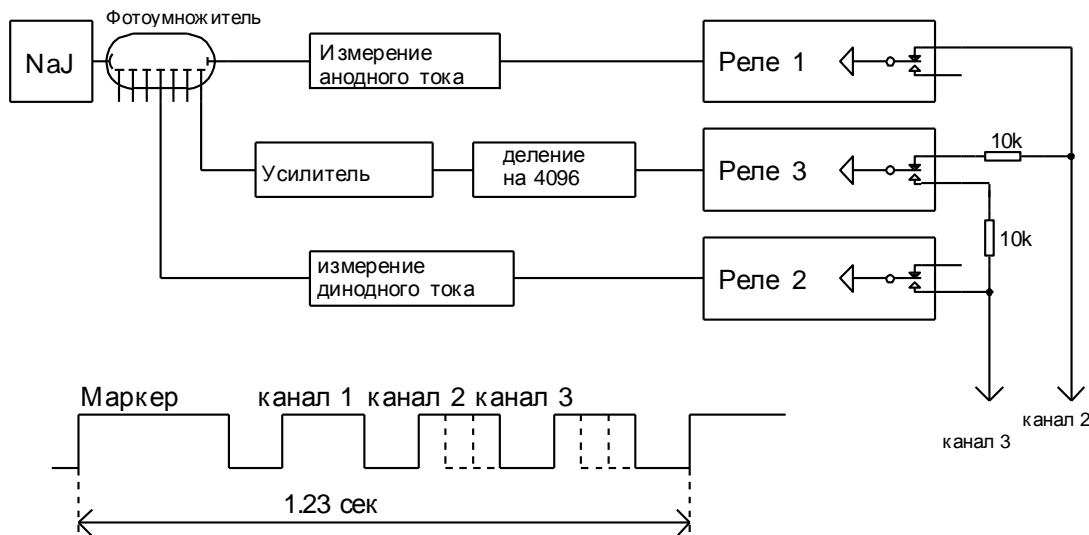 Фотоумножитель
NaJ
Измерение
анодного тока
Реле 1
10k
Усилитель
деление
на 4096
Реле 3
10k
измерение
динодного тока
Реле 2
Маркер канал 1 канал 2 канал 3
канал 2
канал 3
1.23 сек